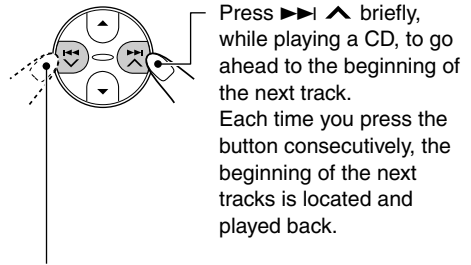 Press ►►I ᐱ briefly,
while playing a CD, to go
ahead to the beginning of
the next track.
Each time you press the
button consecutively, the
beginning of the next
tracks is located and
played back.